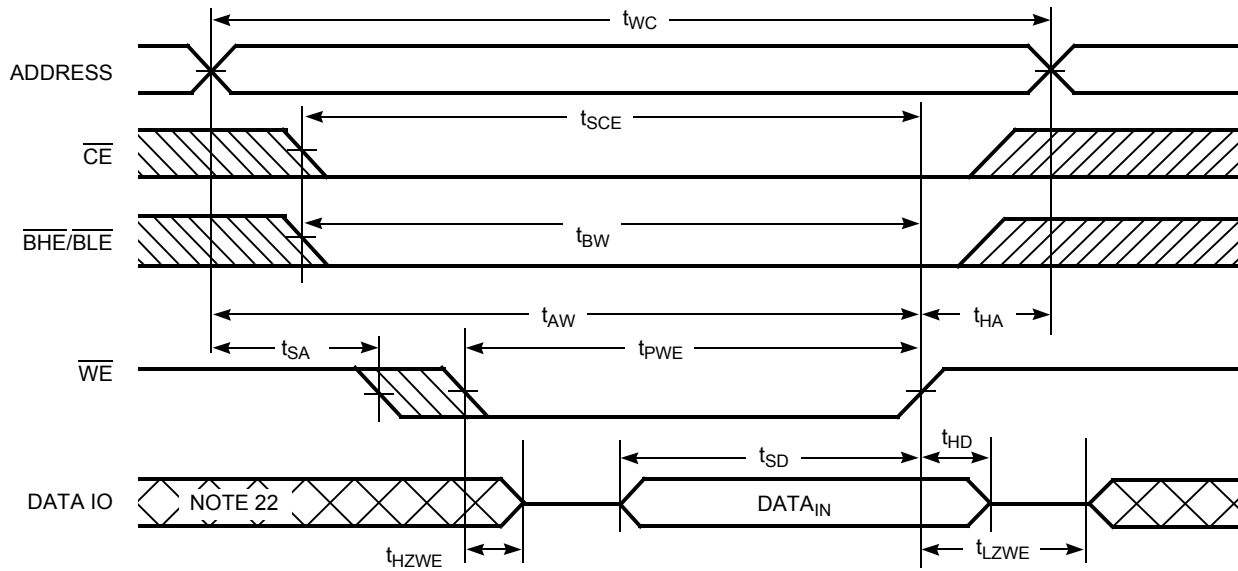 tWC
ADDRESS
tSCE
CE
BHE/BLE
tBW
tAW
tHA
tSA
tPWE
WE
tSD
tHD
DATA IO
NOTE 22
DATAIN
tHZWE
tLZWE